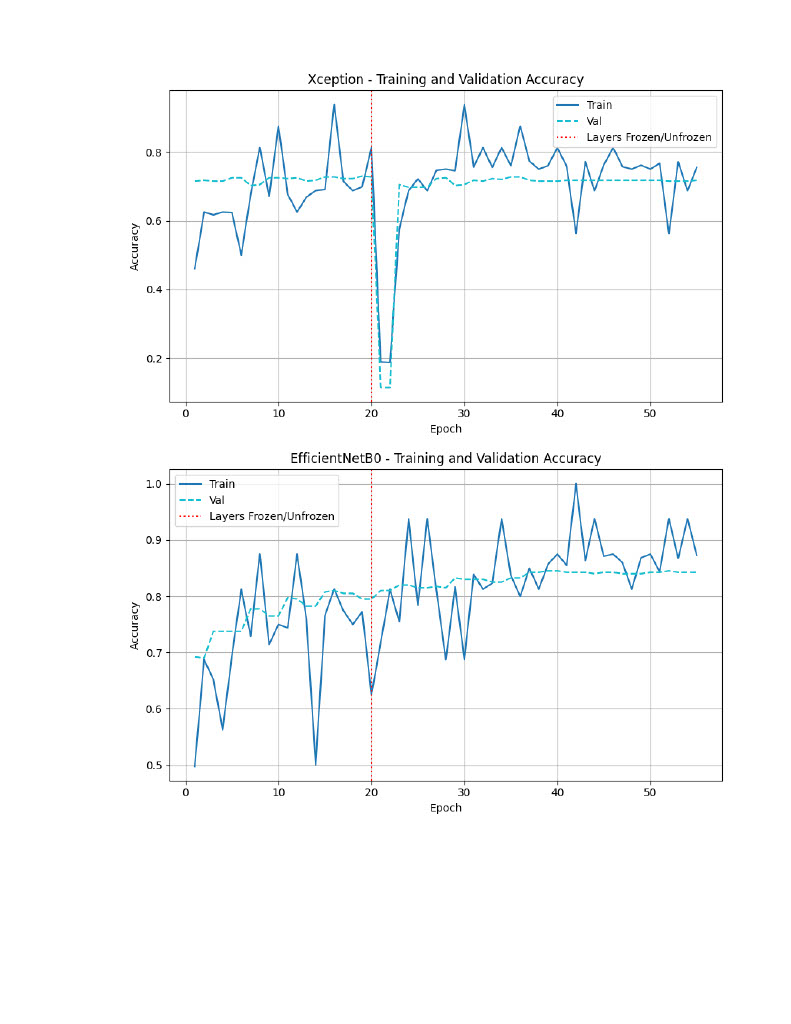 Xception - Training and Validation Accuracy
Train
Val
Layers Frozen/Unfrozen
0.8
0.6
0.4
0.2
Accuracy
0 10 20 30 40 50
Epoch
EfficientNetB0 - Training and Validation Accuracy
Train
Val
Layers Frozen/Unfrozen
1.0
0.9
0.8
0.7
0.6
0.5
Accuracy
0 10 20 30 40 50
Epoch